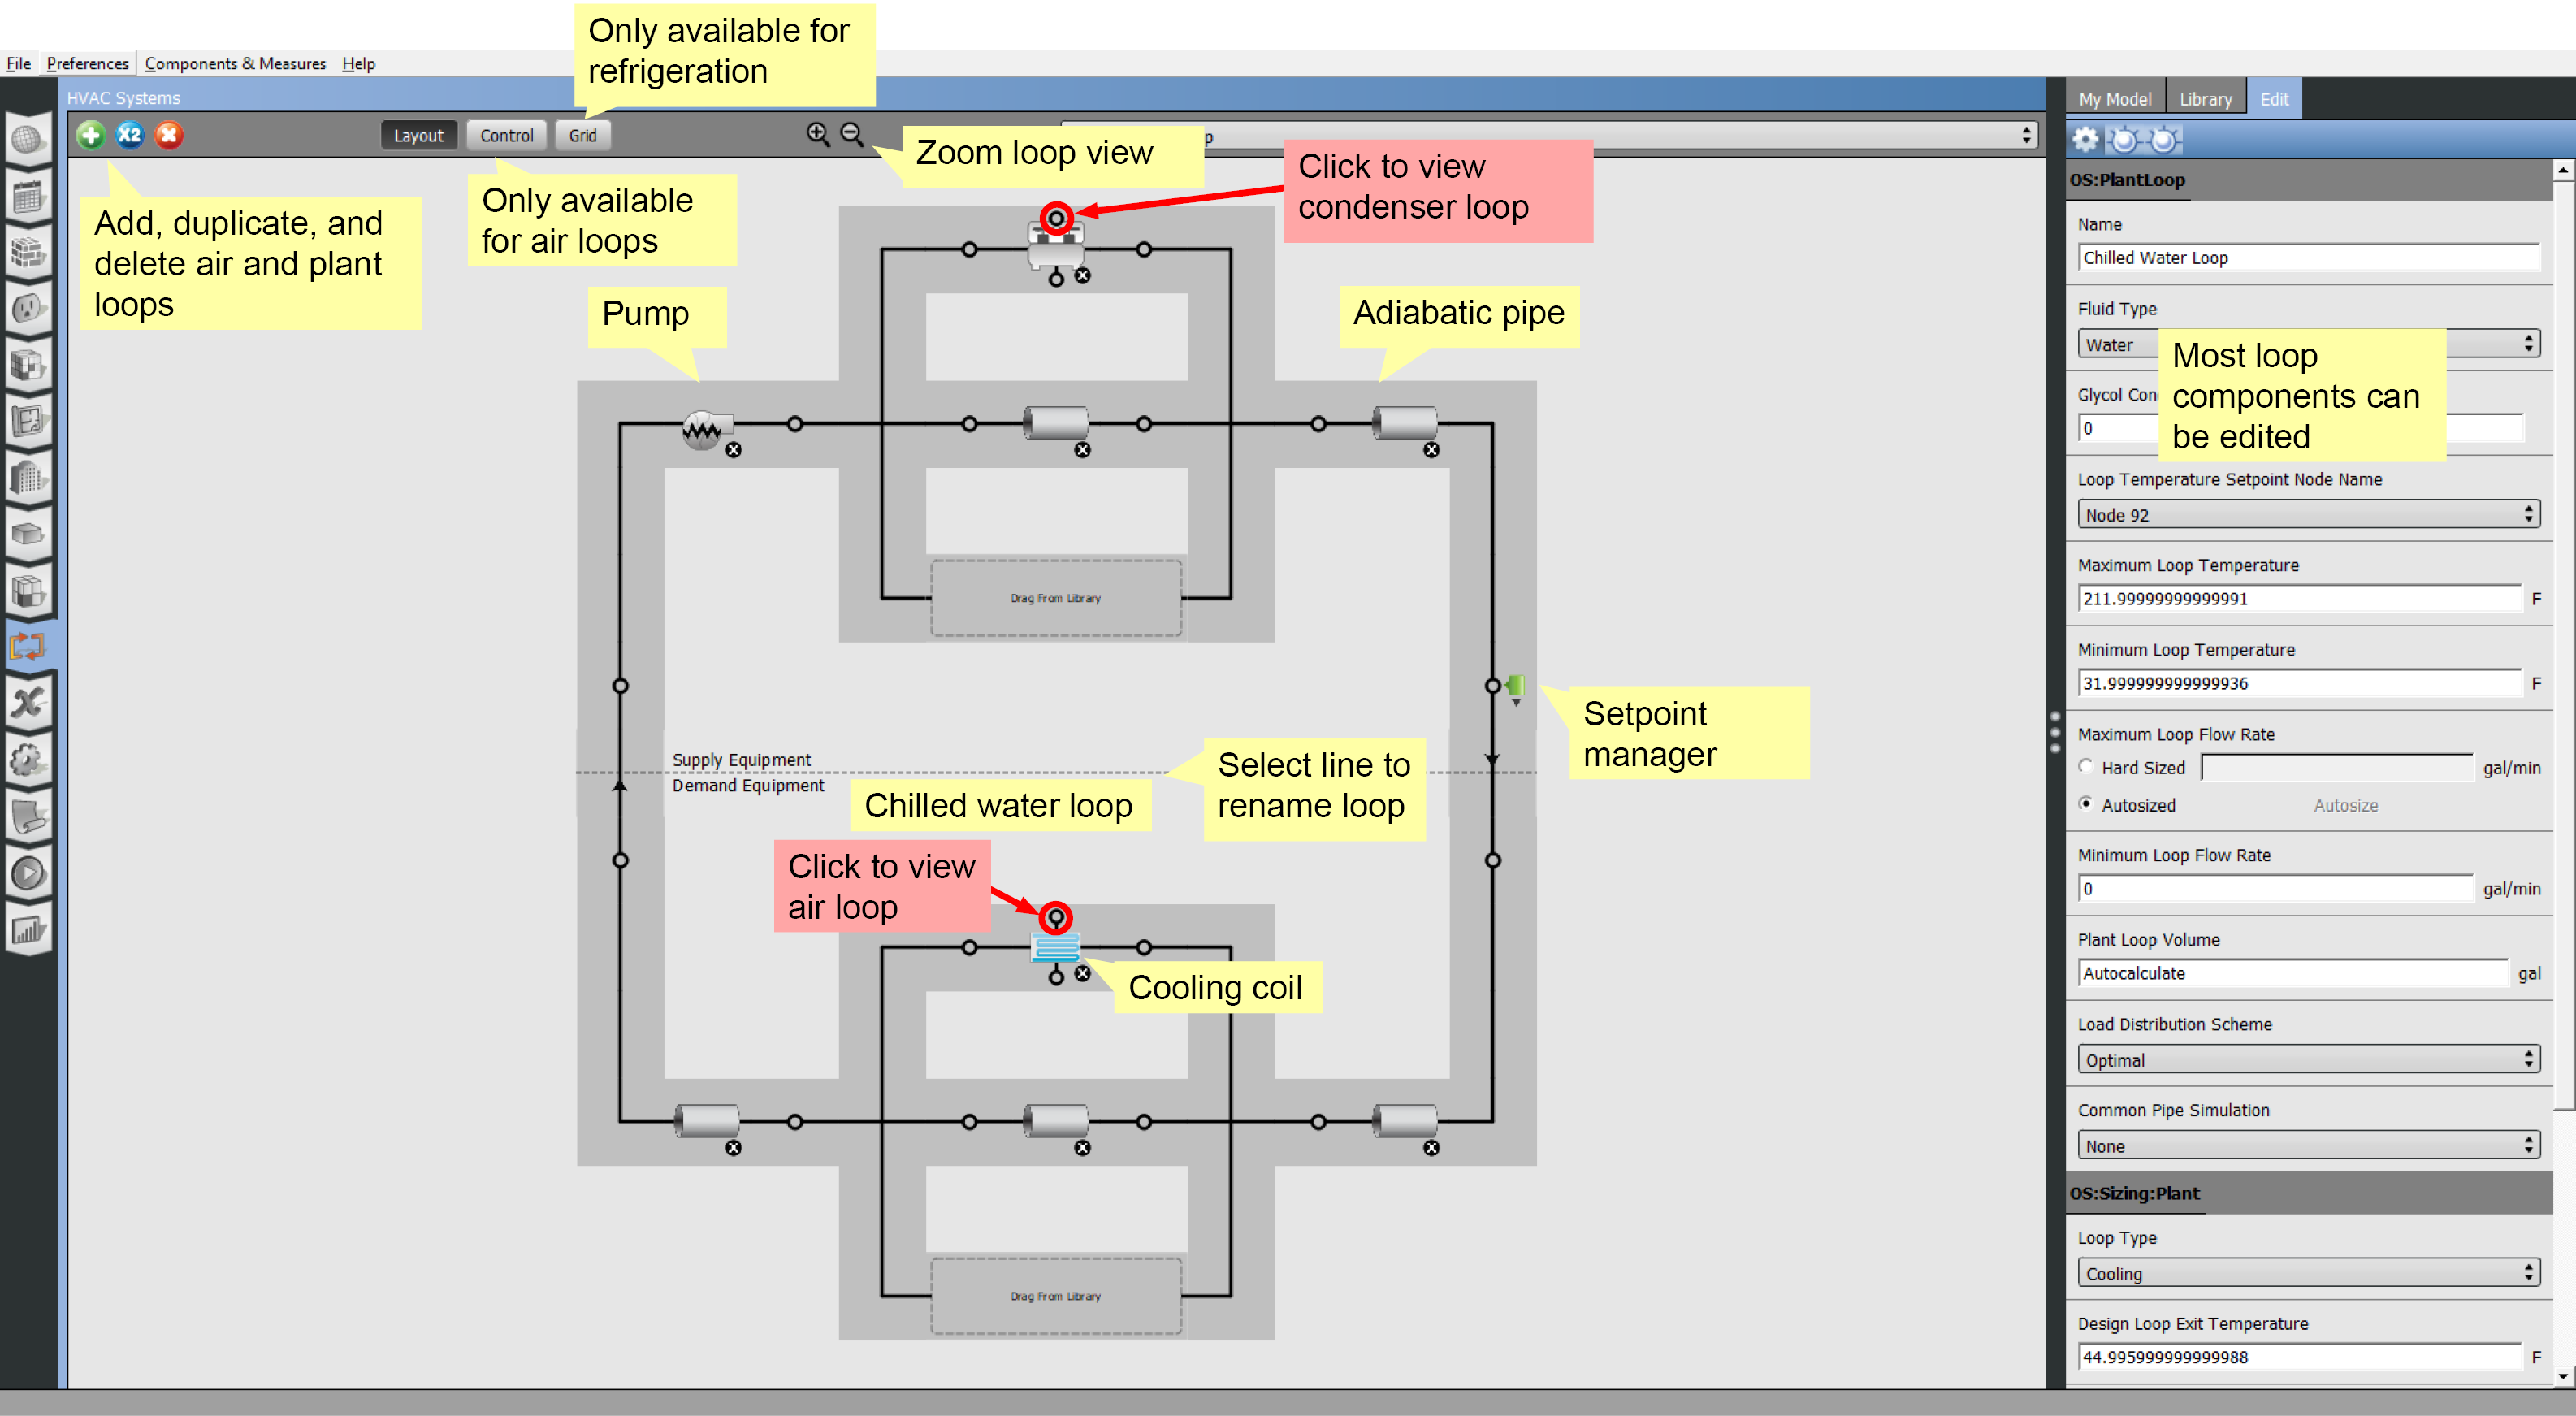 Only available for
refrigeration
File Preferences Components & Measures Help
HVAC Systems
My Model Library Edit
X2
Layout Control Grid
Zoom loop view
p
Click to view
condenser loop
Add, duplicate, and
delete air and plant
loops
Only available
for air loops
Pump
Adiabatic pipe
Drag From Library
Setpoint
manager
Supply Equipment
Demand Equipment
Select line to
rename loop
Chilled water loop
Click to view
air loop
Cooling coil
Drag From Library
OS:PlantLoop
Name
Chilled Water Loop
Fluid Type
Water
Most loop
components can
be edited
Glycol Con
0
Loop Temperature Setpoint Node Name
Node 92
Maximum Loop Temperature
211.99999999999991 F
Minimum Loop Temperature
31.999999999999936 F
Maximum Loop Flow Rate
Hard Sized gal/min
Autosized Autosize
Minimum Loop Flow Rate
0 gal/min
Plant Loop Volume
Autocalculate gal
Load Distribution Scheme
Optimal
Common Pipe Simulation
None
OS:Sizing:Plant
Loop Type
Cooling
Design Loop Exit Temperature
44.995999999999988 F